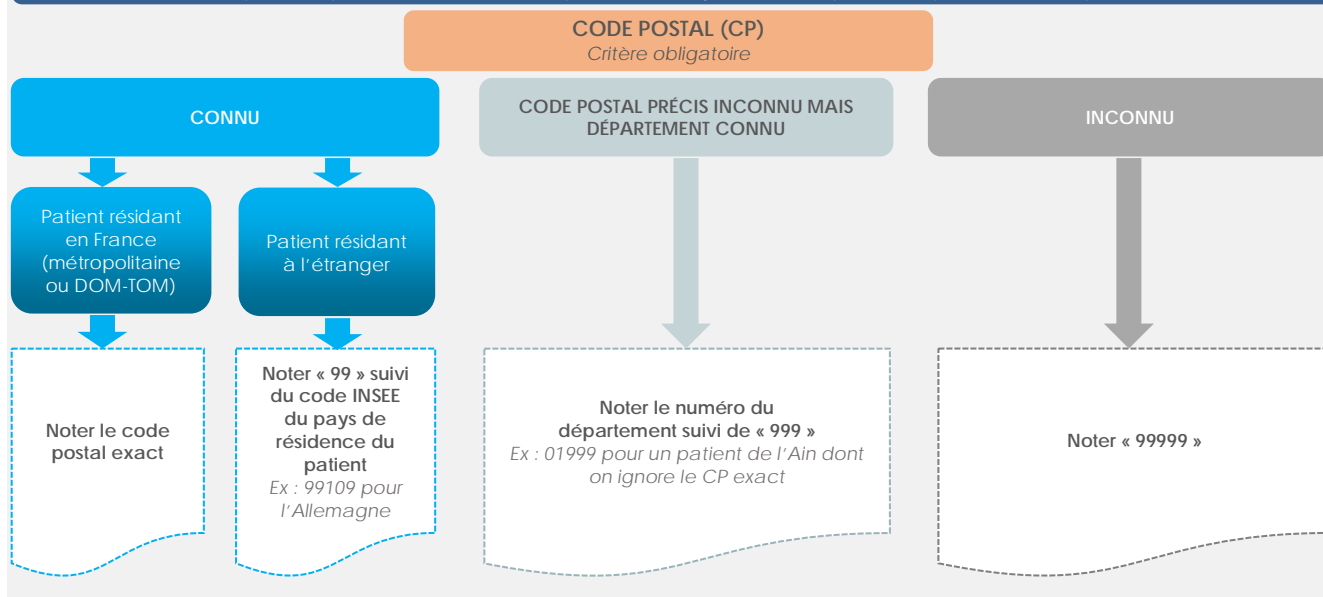 CODE POSTAL (CP)
Critère obligatoire
CONNU
CODE POSTAL PRÉCIS INCONNU MAIS
DÉPARTEMENT CONNU
INCONNU
Patient résidant
en France
(métropolitaine
ou DOM-TOM)
Patient résidant
à l'étranger
Noter le code
postal exact
Noter « 99 » suivi
du code INSEE
du pays de
résidence du
patient
Ex : 99109 pour
l'Allemagne
Noter le numéro du
département suivi de « 999 »
Ex : 01999 pour un patient de l'Ain dont
on ignore le CP exact
Noter « 99999 »